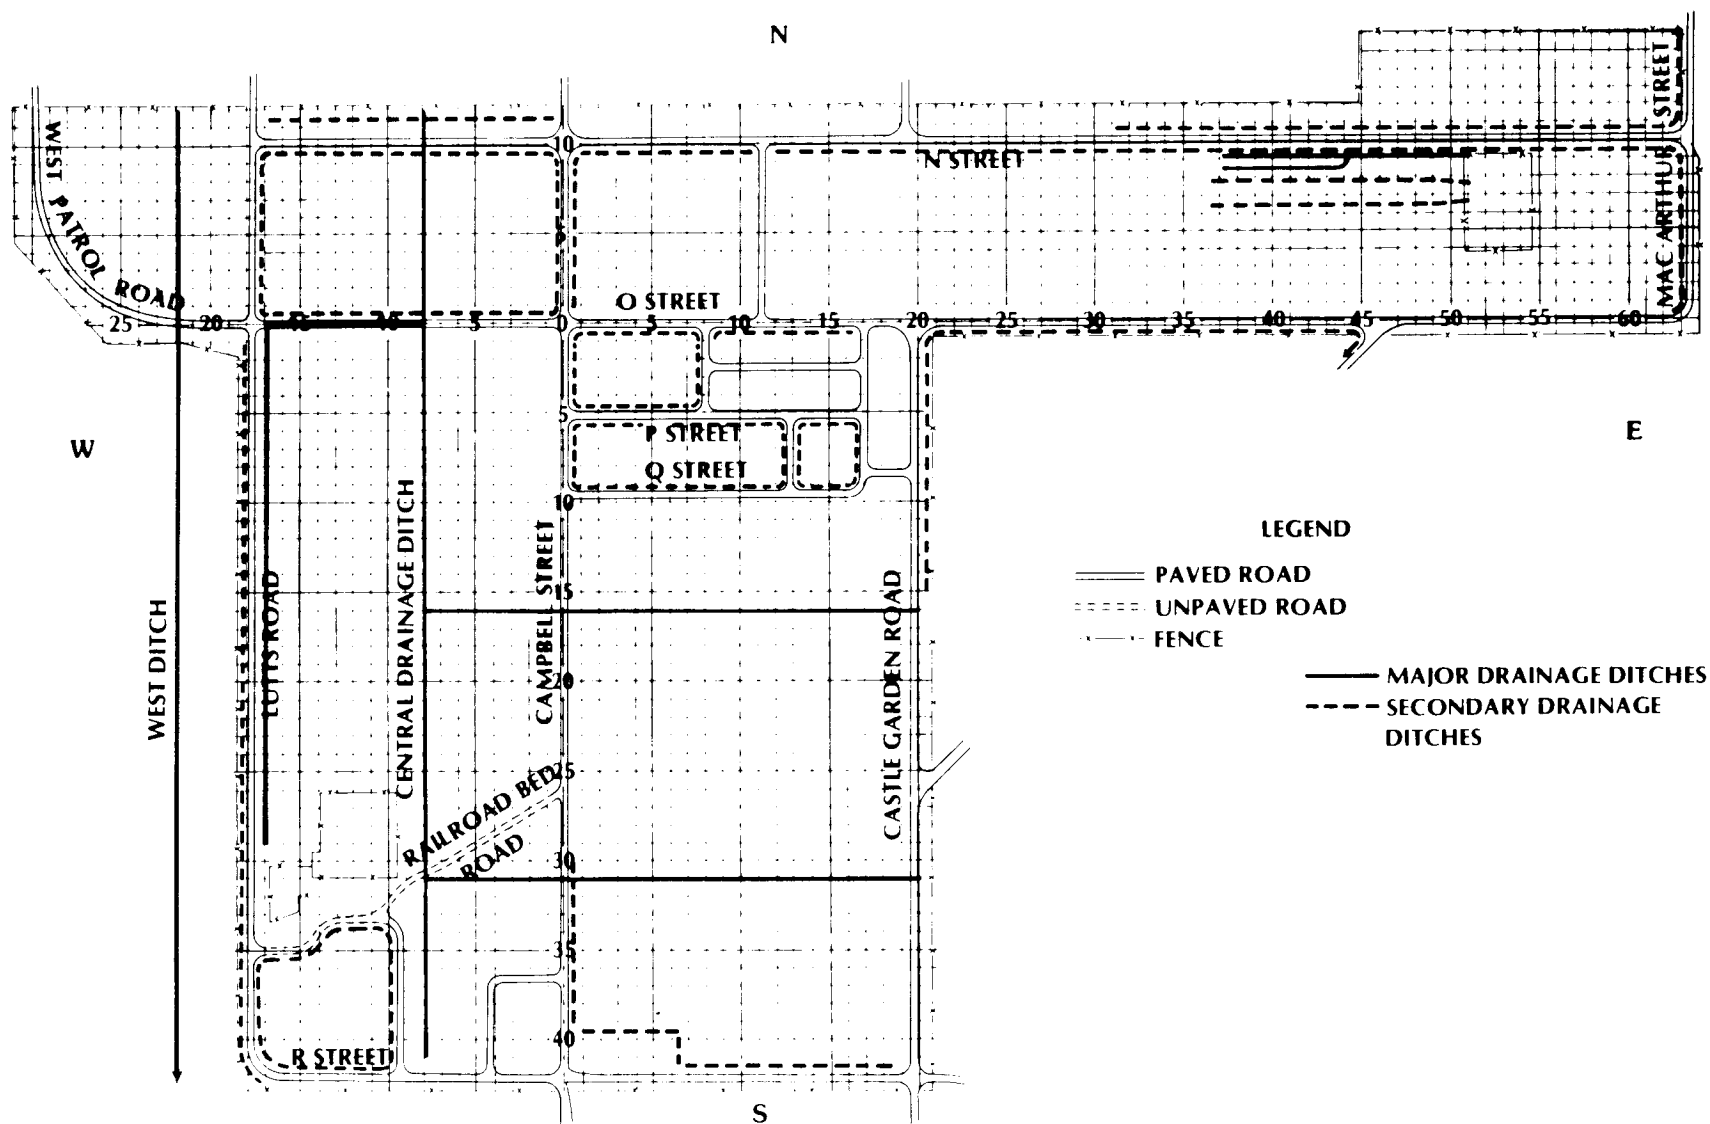 N
WEST
PATROL
ROAD
10
N STREET
MAC ARTHUR STREET
5
O STREET
25
20
15
10
5
0
5
10
15
20
25
30
35
40
45
50
55
60
5
P STREET
Q STREET
10
W
E
WEST DITCH
LUTTS ROAD
CENTRAL DRAINAGE DITCH
CAMPBELL STREET
CASTLE GARDEN ROAD
15
20
25
RAILROAD BED
ROAD
30
35
40
R STREET
S
LEGEND
PAVED ROAD
UNPAVED ROAD
FENCE
MAJOR DRAINAGE DITCHES
SECONDARY DRAINAGE
DITCHES